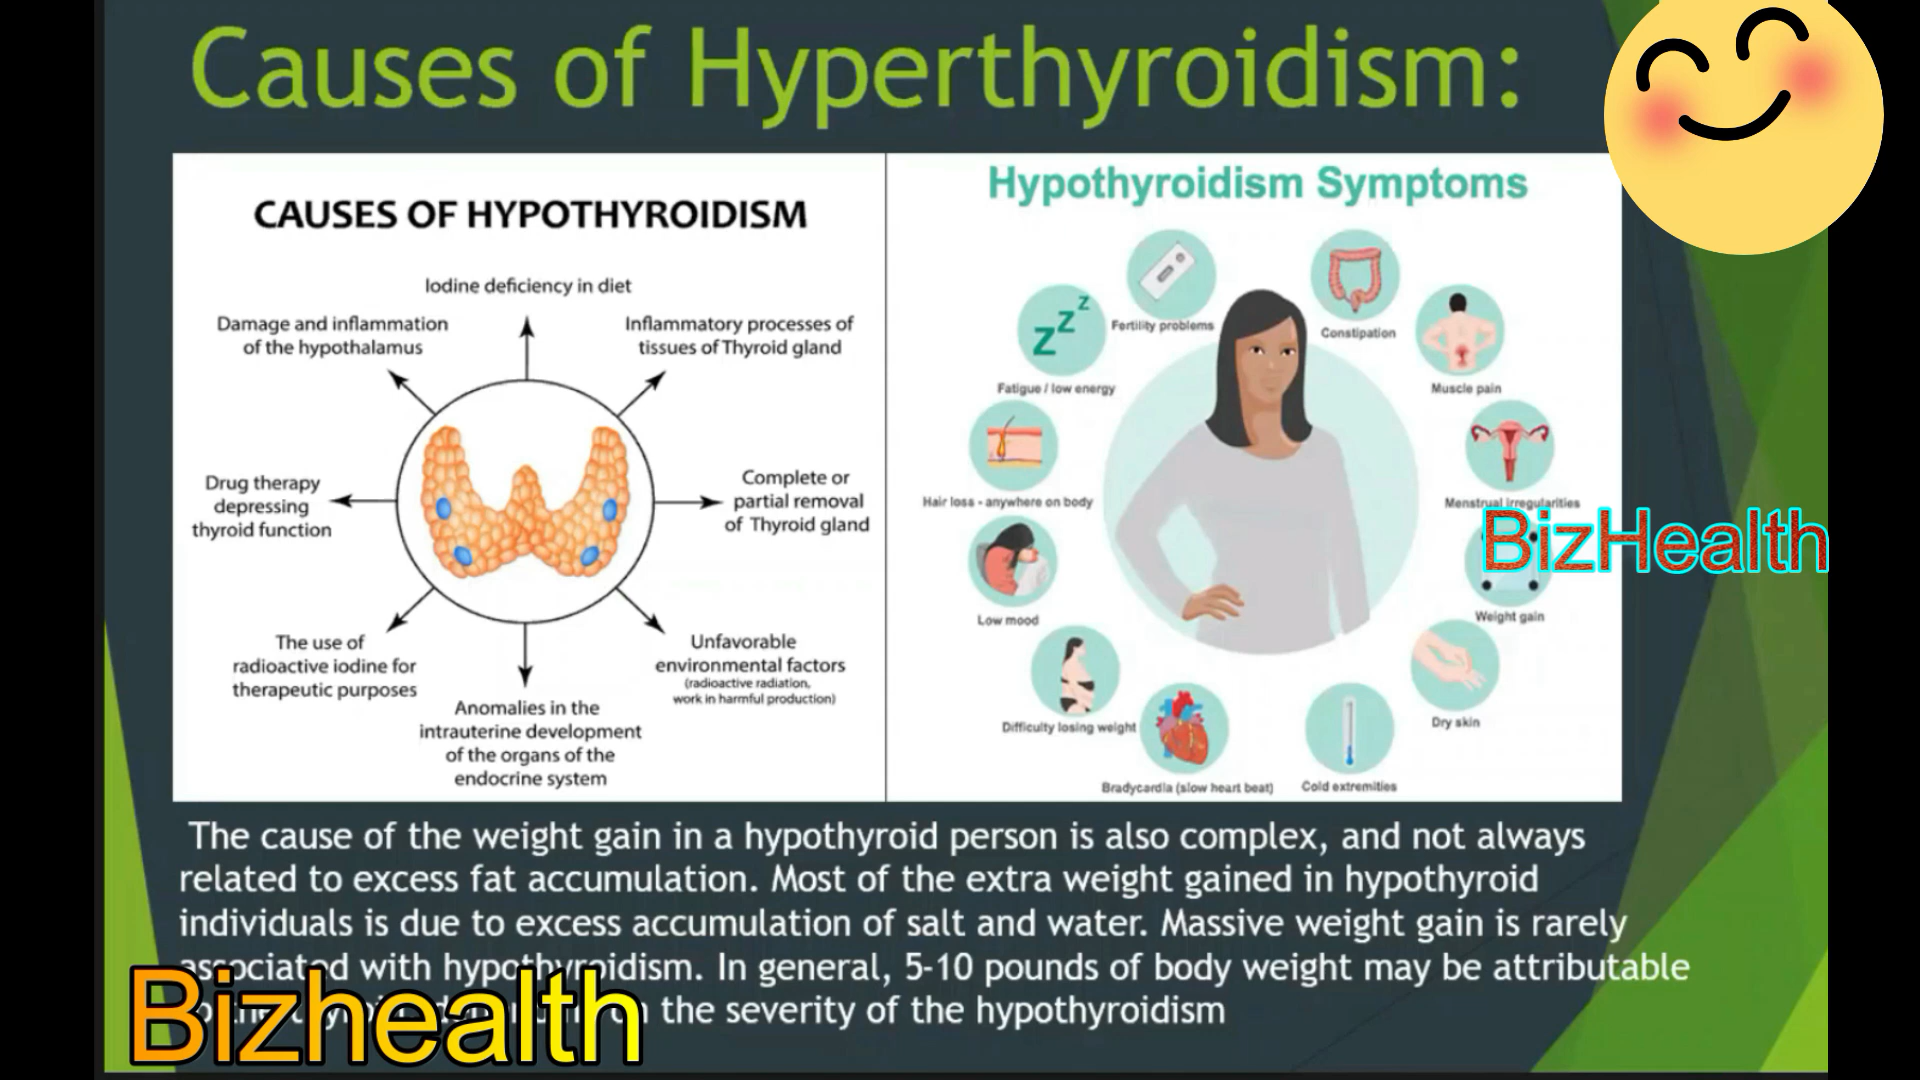 Causes of Hyperthyroidism:
CAUSES OF HYPOTHYROIDISM
Iodine deficiency in diet
Damage and inflammation
of the hypothalamus
Inflammatory processes of
tissues of Thyroid gland
Drug therapy
depressing
thyroid function
Complete or
partial removal
of Thyroid gland
The use of
radioactive iodine for
therapeutic purposes
Unfavorable
environmental factors
(radioactive radiation,
work in harmful production)
Anomalies in the
intrauterine development
of the organs of the
endocrine system
Hypothyroidism Symptoms
z z z
Fertility problems
Constipation
Fatigue / low energy
Muscle pain
Hair loss - anywhere on body
Menstrual irregularities
BizHealth
Low mood
Weight gain
Difficulty losing weight
Dry skin
Bradycardia (slow heart beat)
Cold extremities
The cause of the weight gain in a hypothyroid person is also complex, and not always
related to excess fat accumulation. Most of the extra weight gained in hypothyroid
individuals is due to excess accumulation of salt and water. Massive weight gain is rarely
associated with hypothyroidism. In general, 5-10 pounds of body weight may be attributable
the severity of the hypothyroidism
Bizhealth